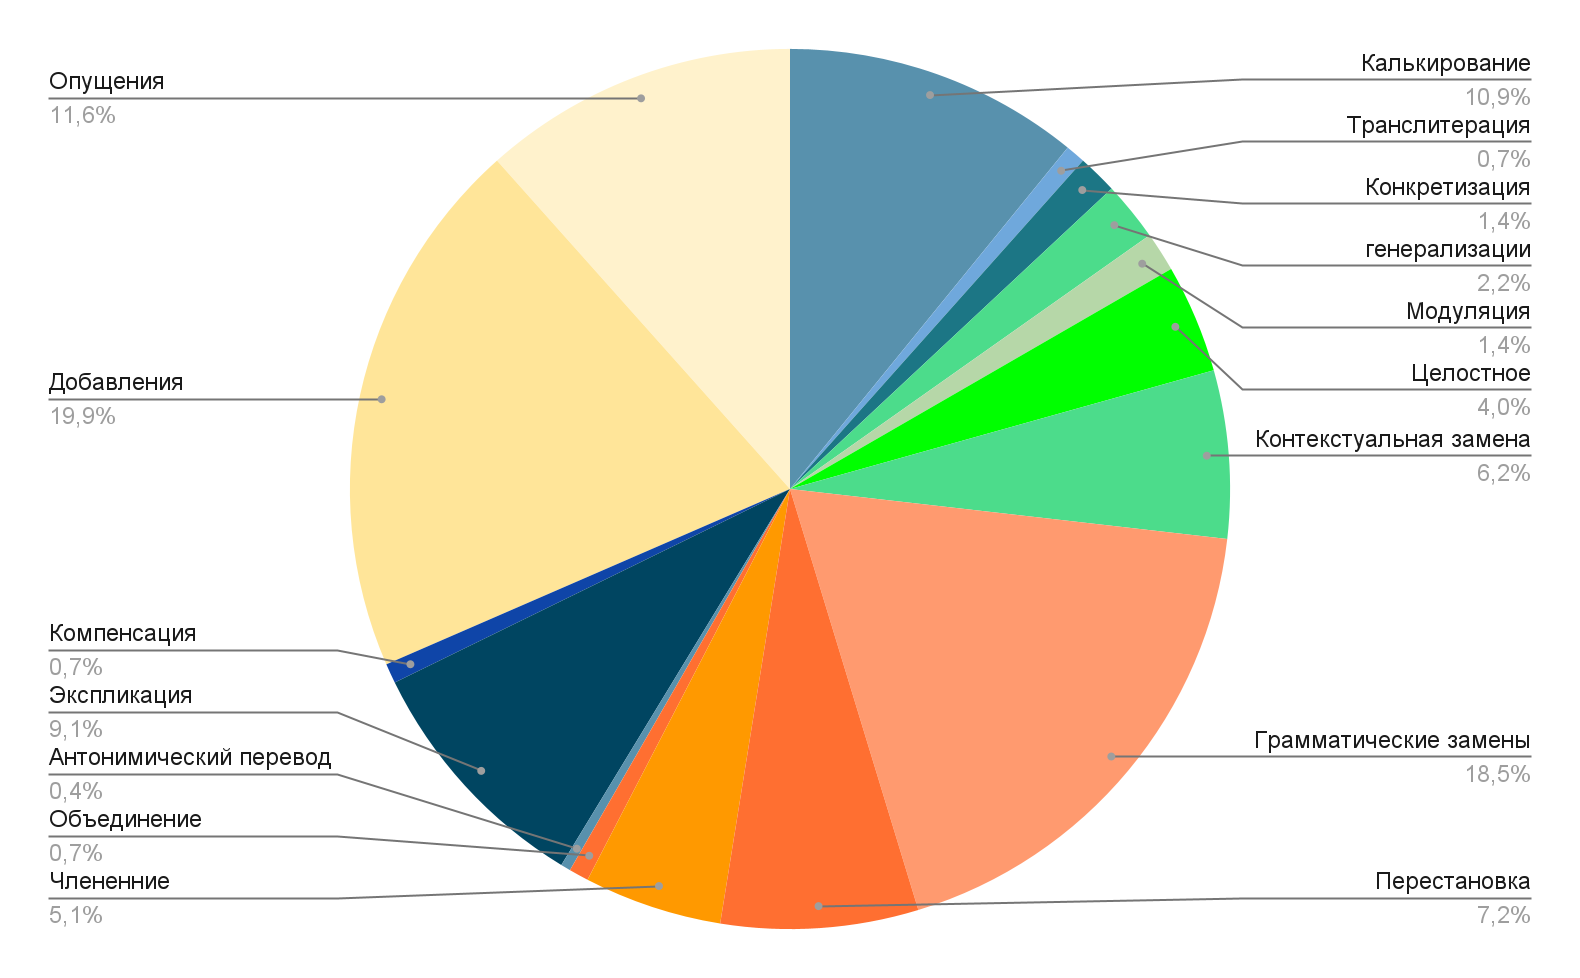 Опущения
11,6%
Добавления
19,9%
Компенсация
0,7%
Экспликация
9,1%
Антонимический перевод
0,4%
Объединение
0,7%
Члененние
5,1%
Калькирование
10,9%
Транслитерация
0,7%
Конкретизация
1,4%
генерализации
2,2%
Модуляция
1,4%
Целостное
4,0%
Контекстуальная замена
6,2%
Грамматические замены
18,5%
Перестановка
7,2%